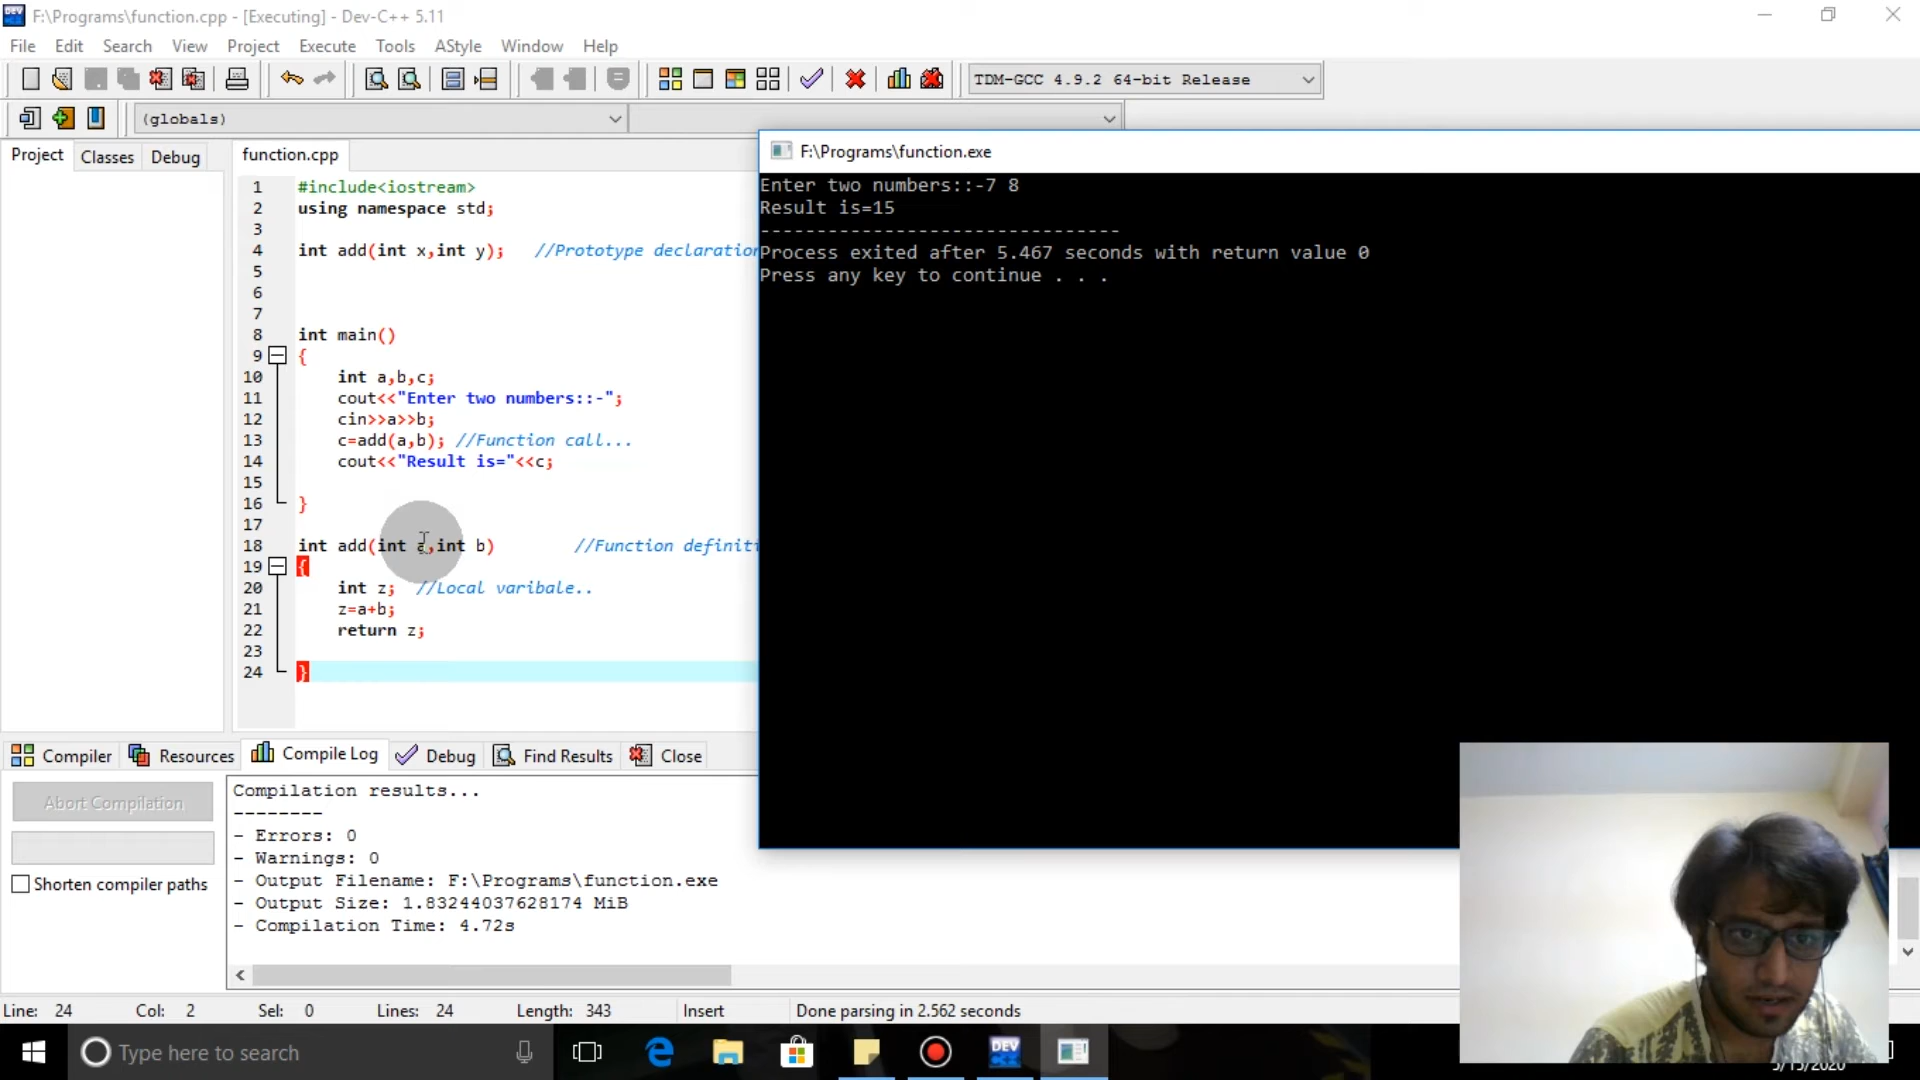 F:\Programs\function.cpp - [Executing] - Dev-C++ 5.11
File Edit Search View Project Execute Tools AStyle Window Help
TDM-GCC 4.9.2 64-bit Release
(globals)
Project Classes Debug
function.cpp
1 #include<iostream>
2 using namespace std;
3
4 int add(int x,int y); //Prototype declaration
5
6
7
8 int main()
9 {
10 int a,b,c;
11 cout<<"Enter two numbers::-";
12 cin>>a>>b;
13 c=add(a,b); //Function call...
14 cout<<"Result is="<<c;
15
16 }
17
18 int add(int a,int b) //Function definiti
19 {
20 int z; //Local varibale..
21 z=a+b;
22 return z;
23
24 }
F:\Programs\function.exe
Enter two numbers::-7 8
Result is=15
--------------------------------
Process exited after 5.467 seconds with return value 0
Press any key to continue . . .
Compiler Resources Compile Log Debug Find Results Close
Abort Compilation
Shorten compiler paths
Compilation results...
--------
- Errors: 0
- Warnings: 0
- Output Filename: F:\Programs\function.exe
- Output Size: 1.83244037628174 MiB
- Compilation Time: 4.72s
Line: 24 Col: 2 Sel: 0 Lines: 24 Length: 343 Insert Done parsing in 2.562 seconds
Type here to search
DEV
5/15/2020